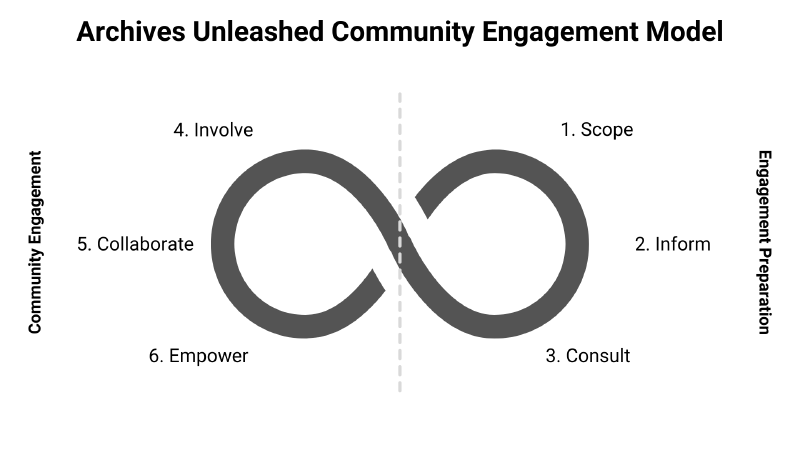 Archives Unleashed Community Engagement Model
4. Involve
1. Scope
Community Engagement
5. Collaborate
2. Inform
Engagement Preparation
6. Empower
3. Consult